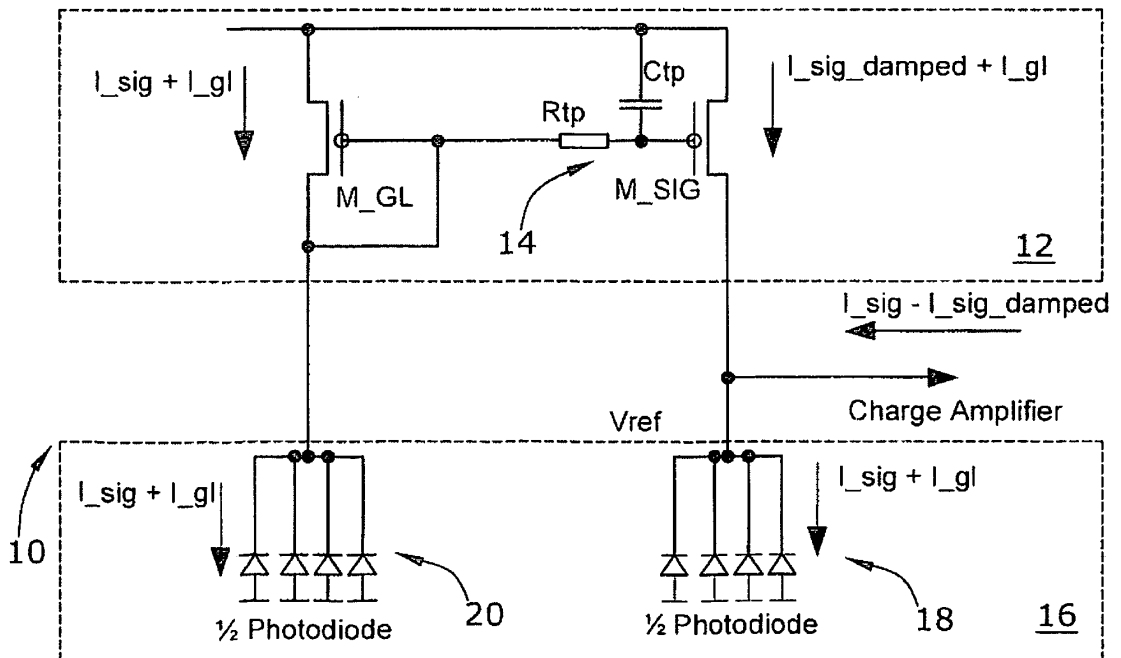 I_sig + I_gl
Ctp
I_sig_damped + I_gl
Rtp
M_GL
M_SIG
14
12
I_sig - I_sig_damped
Charge Amplifier
Vref
I_sig + I_gl
I_sig + I_gl
10
20
18
½ Photodiode
½ Photodiode
16